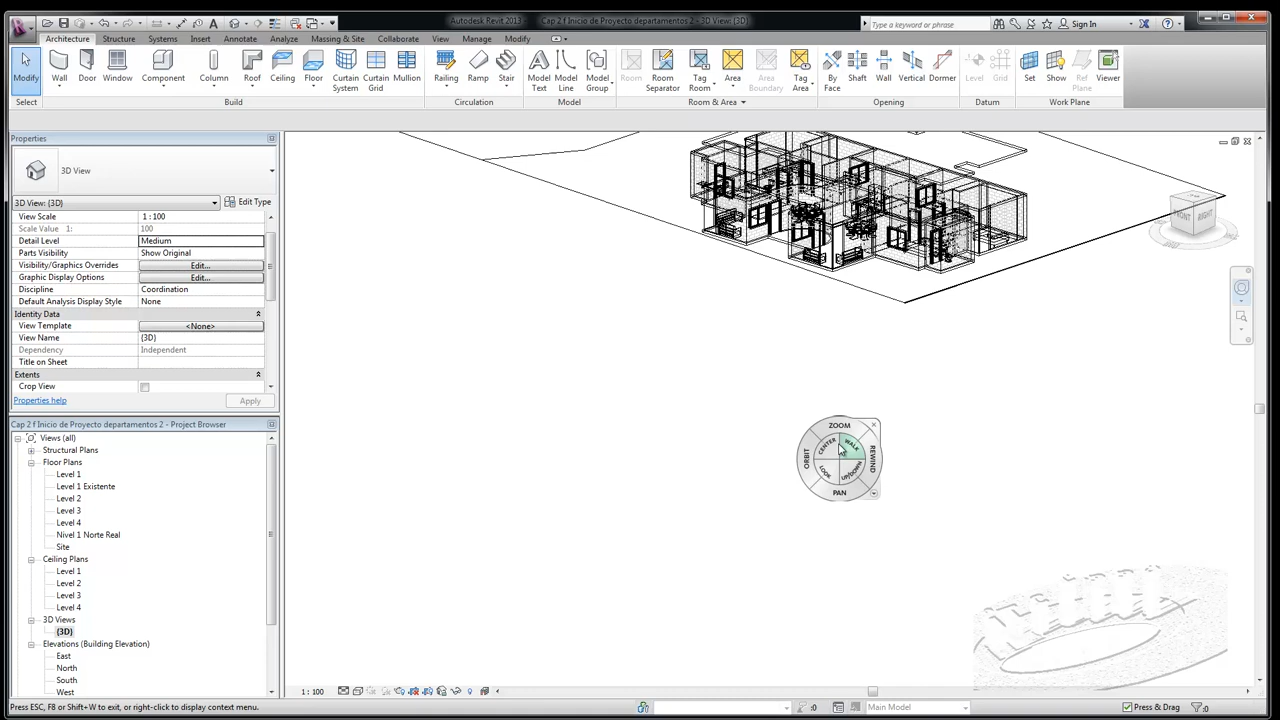 Autodesk Revit 2013 - Cap 2 f Inicio de Proyecto departamentos 2 - 3D View: {3D}
Type a keyword or phrase
Sign In
Architecture Structure Systems Insert Annotate Analyze Massing & Site Collaborate View Manage Modify
Modify Wall Door Window Component Column Roof Ceiling Floor Curtain System Curtain Grid Mullion Railing Ramp Stair Model Text Model Line Model Group Room Room Separator Tag Room Area Area Boundary Tag Area By Face Shaft Wall Vertical Dormer Level Grid Set Show Ref Plane Viewer
Select Build Circulation Model Room & Area Opening Datum Work Plane
Properties
3D View
3D View: {3D} Edit Type
View Scale 1 : 100
Scale Value 1: 100
Detail Level Medium
Parts Visibility Show Original
Visibility/Graphics Overrides Edit...
Graphic Display Options Edit...
Discipline Coordination
Default Analysis Display Style None
Identity Data
View Template <None>
View Name {3D}
Dependency Independent
Title on Sheet
Extents
Crop View
Properties help Apply
Cap 2 f Inicio de Proyecto departamentos 2 - Project Browser
Views (all)
Structural Plans
Floor Plans
Level 1
Level 1 Existente
Level 2
Level 3
Level 4
Nivel 1 Norte Real
Site
Ceiling Plans
Level 1
Level 2
Level 3
Level 4
3D Views
{3D}
Elevations (Building Elevation)
East
North
South
West
FRONT RIGHT
ZOOM
CENTER WALK
ORBIT REWIND
LOOK UP/DOWN
PAN
1 : 100
Press ESC, F8 or Shift+W to exit, or right-click to display context menu.
:0
Main Model
Press & Drag
:0